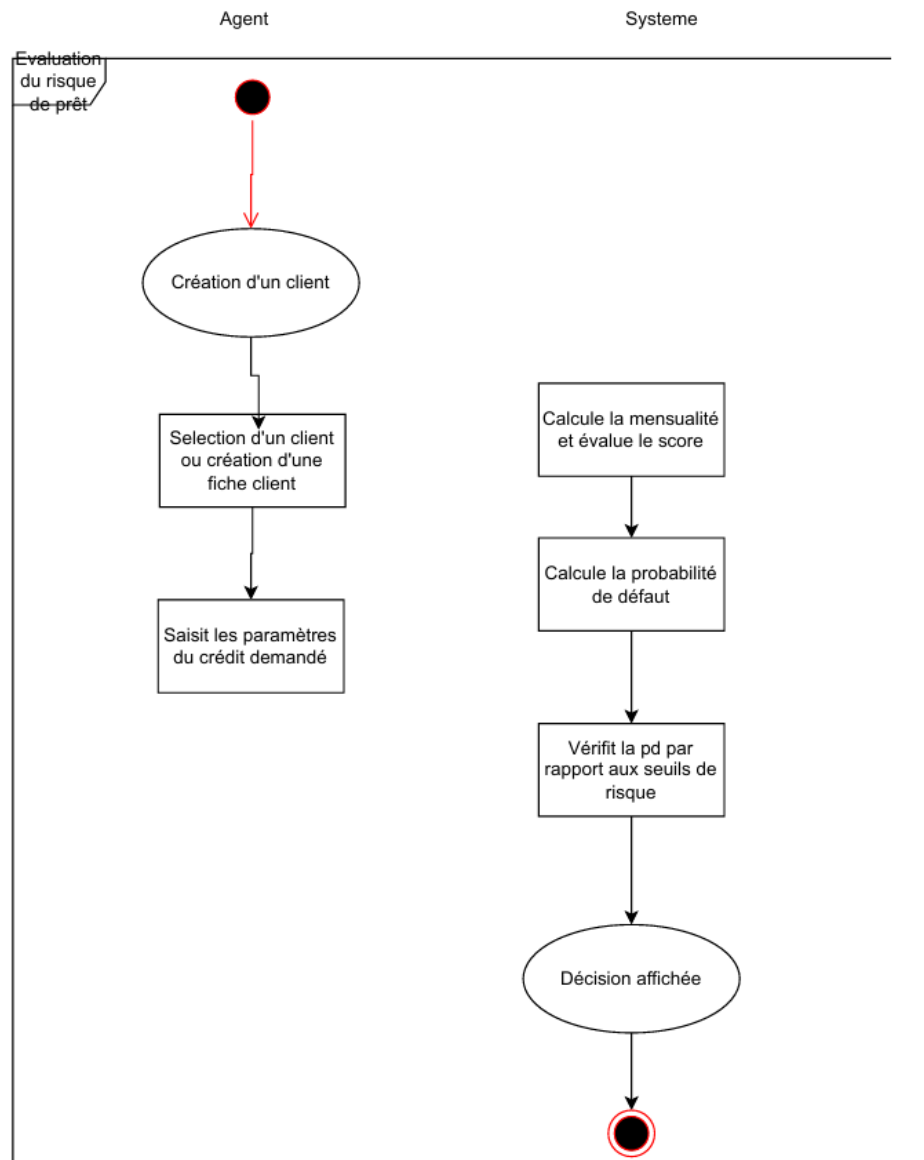 Agent
Systeme
Evaluation
du risque
de prêt
Création d'un client
Selection d'un client
ou création d'une
fiche client
Saisit les paramètres
du crédit demandé
Calcule la mensualité
et évalue le score
Calcule la probabilité
de défaut
Vérifit la pd par
rapport aux seuils de
risque
Décision affichée